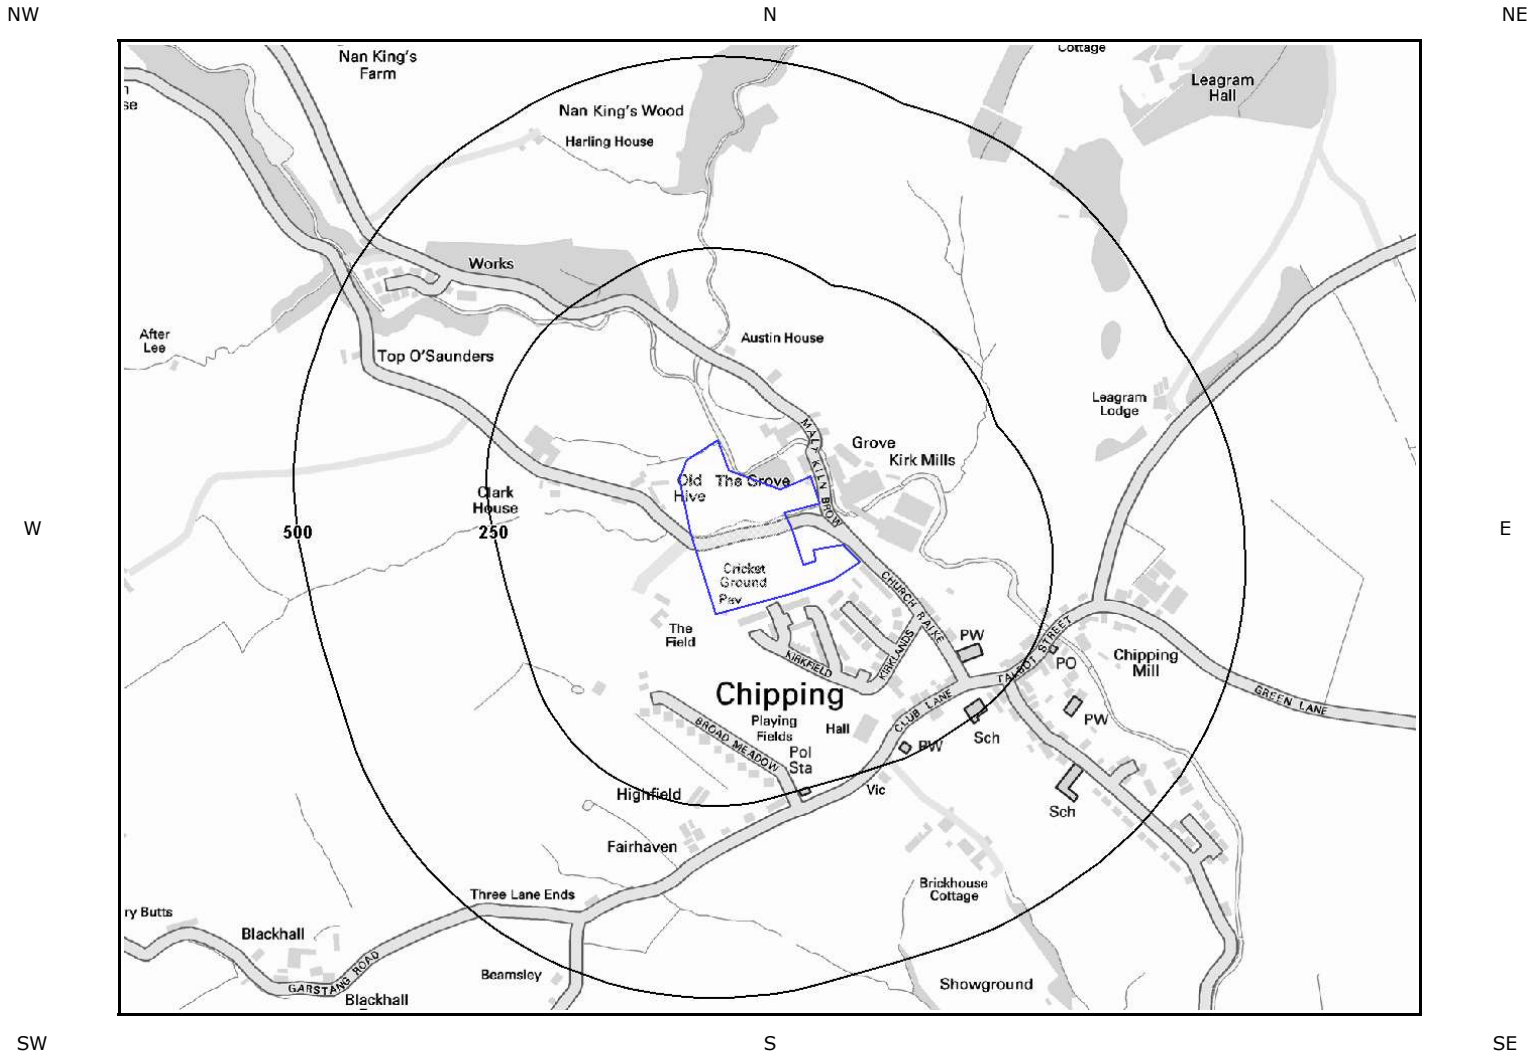 NW
N
NE
Nan King's
Farm
Cottage
Leagram
Hall
se
Nan King's Wood
Harling House
Works
After
Lee
Top O'Saunders
Austin House
Leagram
Lodge
MALT KILN BROW
Grove
Kirk Mills
Old
Hive
The Grove
Clark
House
W
500
250
E
Cricket
Ground
Pav
CHURCH RAIKE
The
Field
KIRKFIELD
KIRKLANDS
PW
TALBOT STREET
PO
Chipping
Mill
GREEN LANE
Chipping
BROAD MEADOW
Playing
Fields
Hall
CLUB LANE
PW
Sch
PW
Pol
Sta
Highfield
Vic
Sch
Fairhaven
Three Lane Ends
Brickhouse
Cottage
ry Butts
Blackhall
GARSTANG ROAD
Beamsley
Showground
Blackhall
SW
S
SE